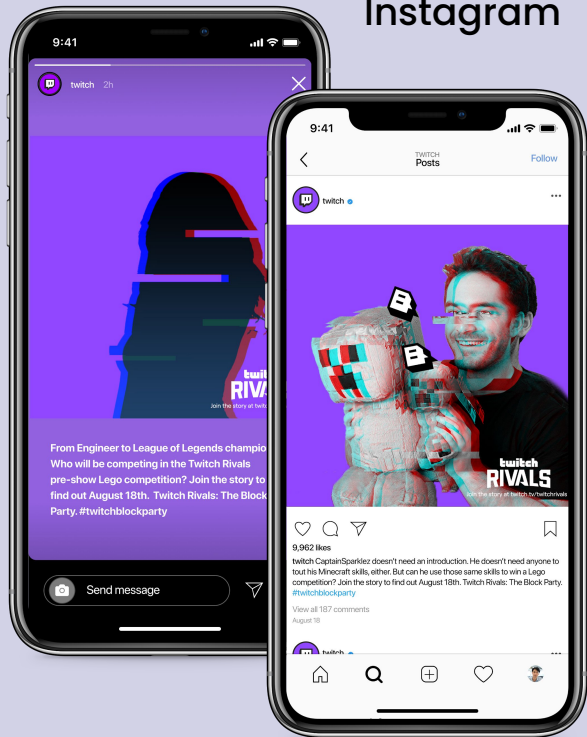 Instagram
9:41
twitch 2h
twitch
RIVALS
Join the story at twitc
From Engineer to League of Legends champio
Who will be competing in the Twitch Rivals
pre-show Lego competition? Join the story to
find out August 18th. Twitch Rivals: The Block
Party. #twitchblockparty
Send message
9:41
TWITCH
Posts
Follow
twitch
twitch
RIVALS
Join the story at twitch.tv/twitchrivals
9,962 likes
twitch CaptainSparklez doesn't need an introduction. He doesn't need anyone to
tout his Minecraft skills, either. But can he use those same skills to win a Lego
competition? Join the story to find out August 18th. Twitch Rivals: The Block Party.
#twitchblockparty
View all 187 comments
August 18
twitch